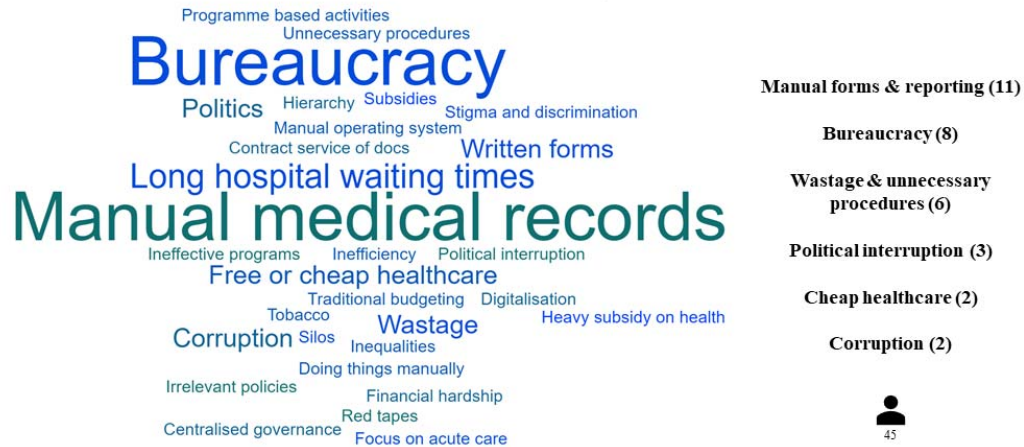 Programme based activities
Unnecessary procedures
Bureaucracy
Politics Hierarchy Subsidies
Stigma and discrimination
Manual operating system
Contract service of docs
Written forms
Long hospital waiting times
Manual medical records
Ineffective programs Inefficiency Political interruption
Free or cheap healthcare
Traditional budgeting Digitalisation
Tobacco
Wastage
Heavy subsidy on health
Corruption Silos
Inequalities
Doing things manually
Irrelevant policies
Financial hardship
Red tapes
Centralised governance
Focus on acute care
Manual forms & reporting (11)
Bureaucracy (8)
Wastage & unnecessary
procedures (6)
Political interruption (3)
Cheap healthcare (2)
Corruption (2)
45